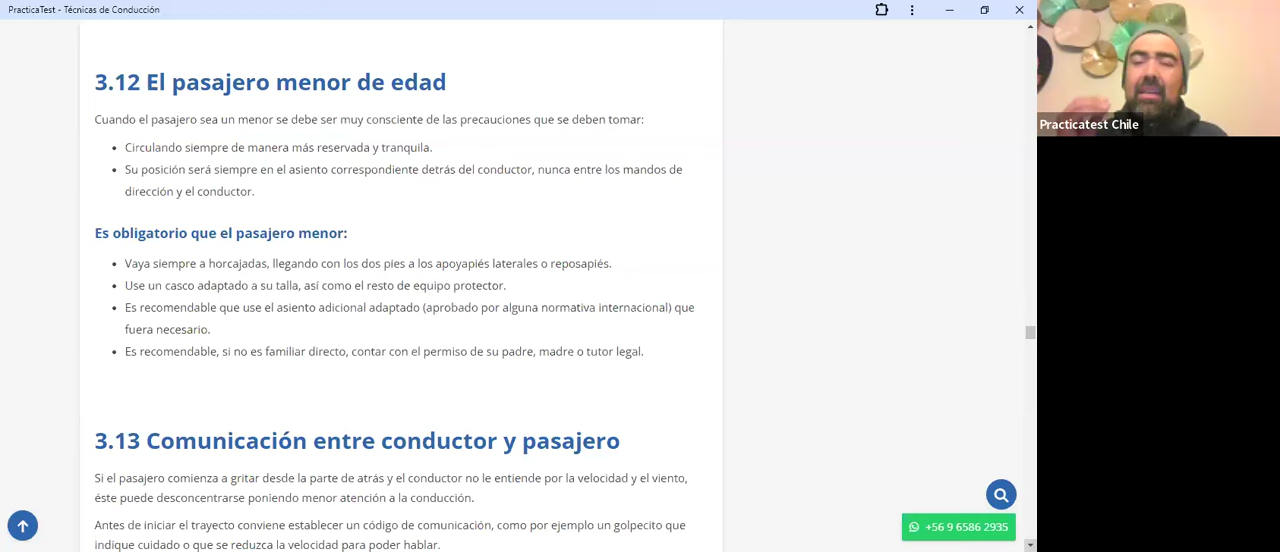 PracticaTest - Técnicas de Conducción
3.12 El pasajero menor de edad
Cuando el pasajero sea un menor se debe ser muy consciente de las precauciones que se deben tomar:
• Circulando siempre de manera más reservada y tranquila.
• Su posición será siempre en el asiento correspondiente detrás del conductor, nunca entre los mandos de
dirección y el conductor.
Es obligatorio que el pasajero menor:
• Vaya siempre a horcajadas, llegando con los dos pies a los apoyapiés laterales o reposapiés.
• Use un casco adaptado a su talla, así como el resto de equipo protector.
• Es recomendable que use el asiento adicional adaptado (aprobado por alguna normativa internacional) que
fuera necesario.
• Es recomendable, si no es familiar directo, contar con el permiso de su padre, madre o tutor legal.
3.13 Comunicación entre conductor y pasajero
Si el pasajero comienza a gritar desde la parte de atrás y el conductor no le entiende por la velocidad y el viento,
éste puede desconcentrarse poniendo menor atención a la conducción.
Antes de iniciar el trayecto conviene establecer un código de comunicación, como por ejemplo un golpecito que
indique cuidado o que se reduzca la velocidad para poder hablar.
+56 9 6586 2935
Practicatest Chile